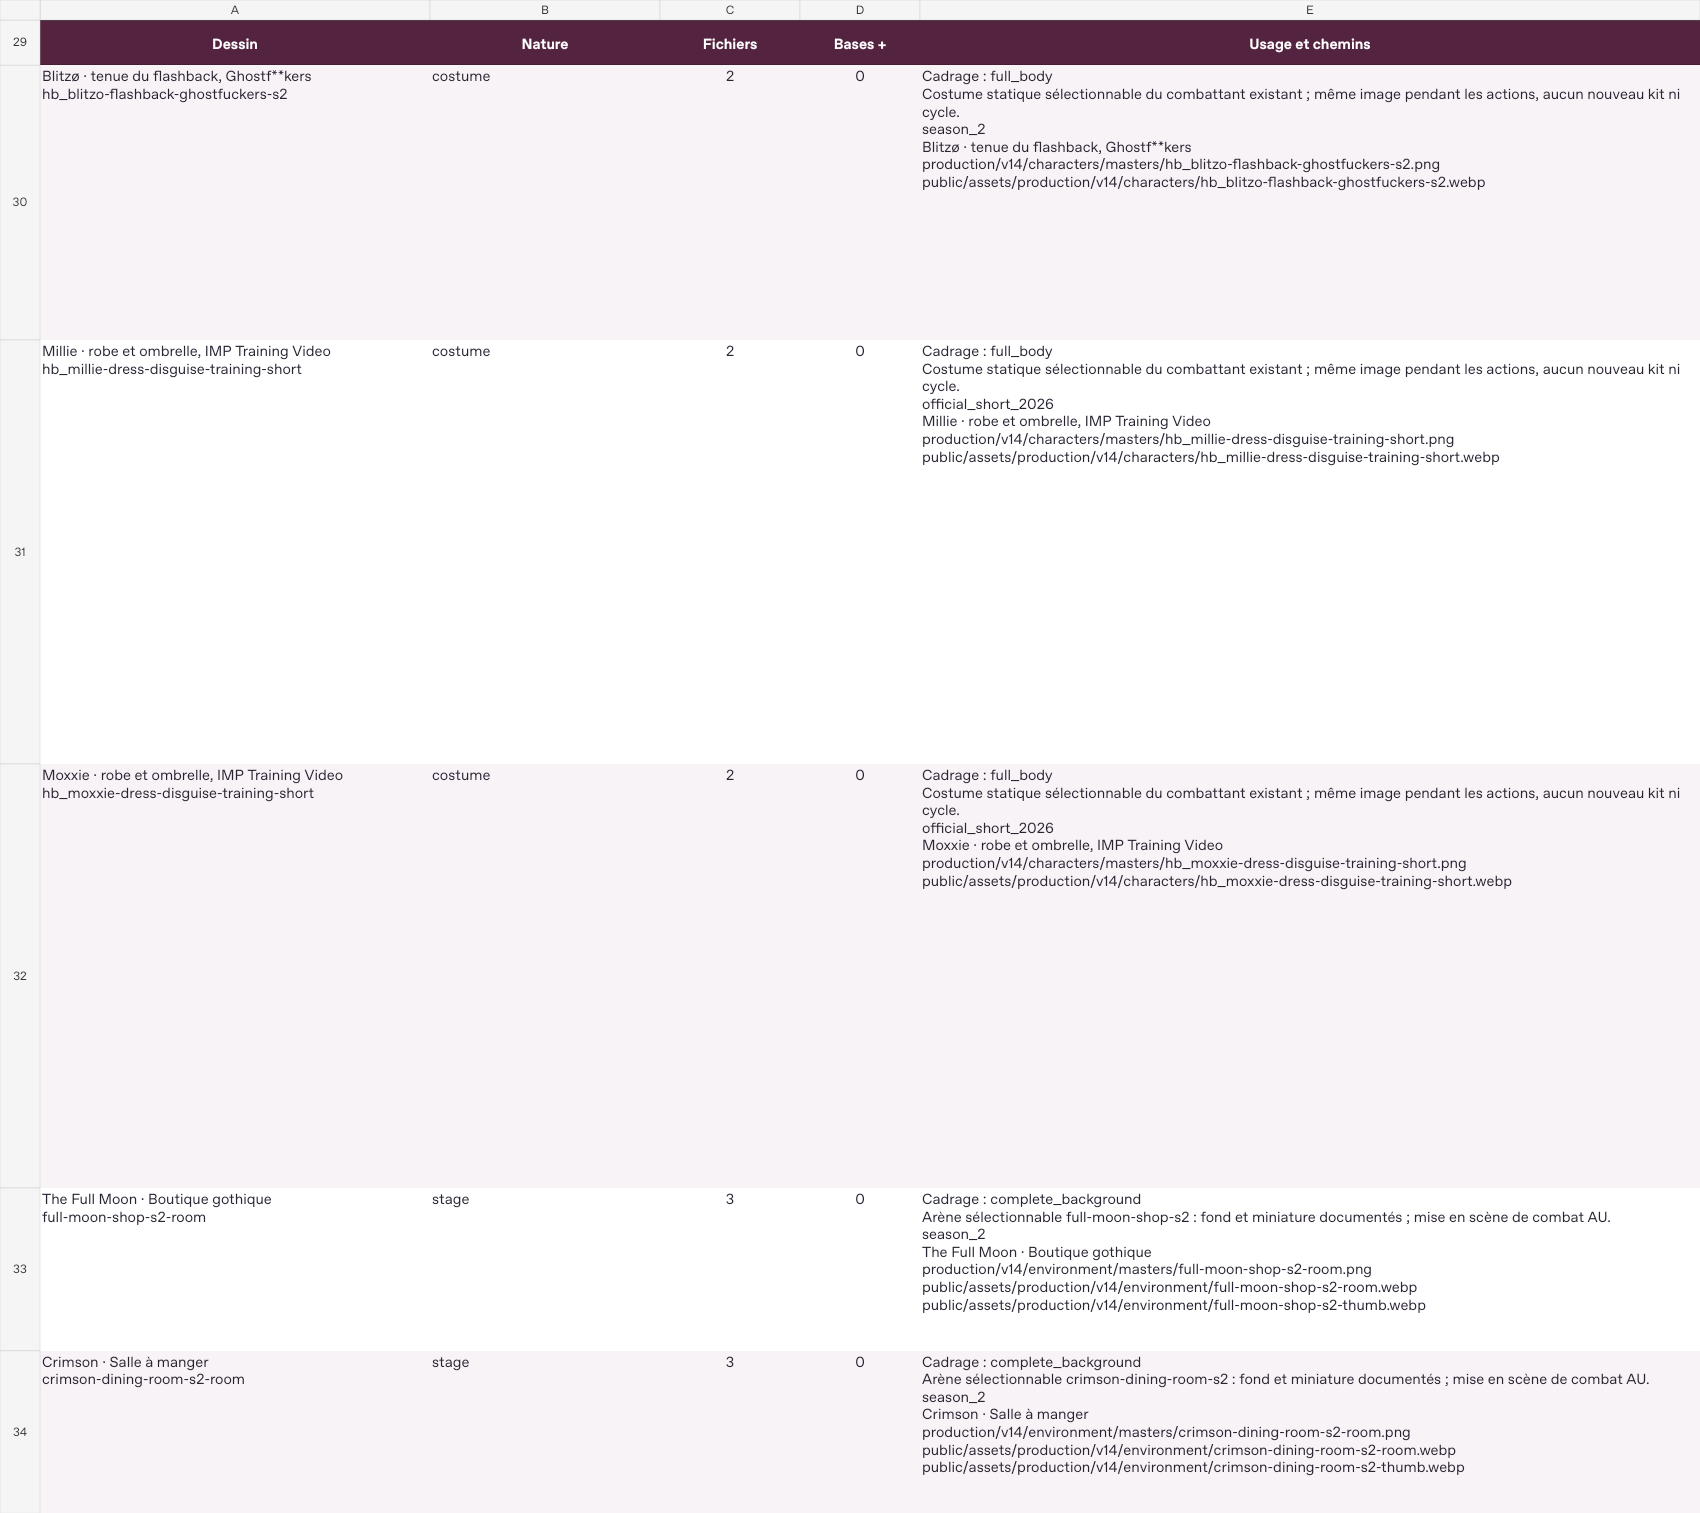 A B C D E
29 Dessin Nature Fichiers Bases + Usage et chemins
30
Blitzø · tenue du flashback, Ghostf**kers
hb_blitzo-flashback-ghostfuckers-s2
costume
2
0
Cadrage : full_body
Costume statique sélectionnable du combattant existant ; même image pendant les actions, aucun nouveau kit ni
cycle.
season_2
Blitzø · tenue du flashback, Ghostf**kers
production/v14/characters/masters/hb_blitzo-flashback-ghostfuckers-s2.png
public/assets/production/v14/characters/hb_blitzo-flashback-ghostfuckers-s2.webp
31
Millie · robe et ombrelle, IMP Training Video
hb_millie-dress-disguise-training-short
costume
2
0
Cadrage : full_body
Costume statique sélectionnable du combattant existant ; même image pendant les actions, aucun nouveau kit ni
cycle.
official_short_2026
Millie · robe et ombrelle, IMP Training Video
production/v14/characters/masters/hb_millie-dress-disguise-training-short.png
public/assets/production/v14/characters/hb_millie-dress-disguise-training-short.webp
32
Moxxie · robe et ombrelle, IMP Training Video
hb_moxxie-dress-disguise-training-short
costume
2
0
Cadrage : full_body
Costume statique sélectionnable du combattant existant ; même image pendant les actions, aucun nouveau kit ni
cycle.
official_short_2026
Moxxie · robe et ombrelle, IMP Training Video
production/v14/characters/masters/hb_moxxie-dress-disguise-training-short.png
public/assets/production/v14/characters/hb_moxxie-dress-disguise-training-short.webp
33
The Full Moon · Boutique gothique
full-moon-shop-s2-room
stage
3
0
Cadrage : complete_background
Arène sélectionnable full-moon-shop-s2 : fond et miniature documentés ; mise en scène de combat AU.
season_2
The Full Moon · Boutique gothique
production/v14/environment/masters/full-moon-shop-s2-room.png
public/assets/production/v14/environment/full-moon-shop-s2-room.webp
public/assets/production/v14/environment/full-moon-shop-s2-thumb.webp
34
Crimson · Salle à manger
crimson-dining-room-s2-room
stage
3
0
Cadrage : complete_background
Arène sélectionnable crimson-dining-room-s2 : fond et miniature documentés ; mise en scène de combat AU.
season_2
Crimson · Salle à manger
production/v14/environment/masters/crimson-dining-room-s2-room.png
public/assets/production/v14/environment/crimson-dining-room-s2-room.webp
public/assets/production/v14/environment/crimson-dining-room-s2-thumb.webp